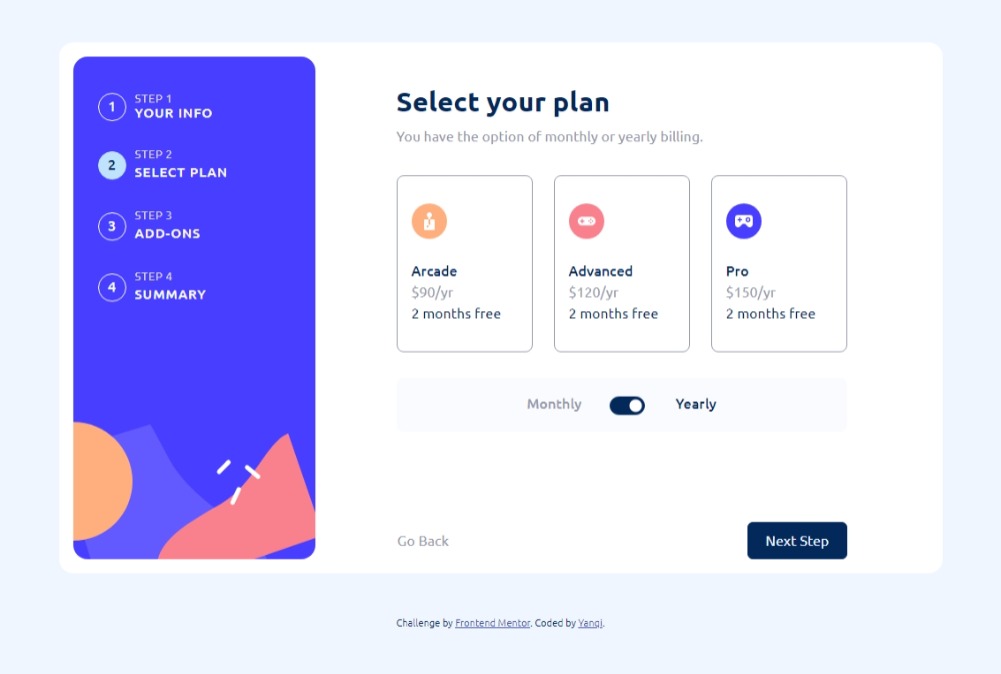 1
STEP 1
YOUR INFO
2
STEP 2
SELECT PLAN
3
STEP 3
ADD-ONS
4
STEP 4
SUMMARY
Select your plan
You have the option of monthly or yearly billing.
Arcade
$90/yr
2 months free
Advanced
$120/yr
2 months free
Pro
$150/yr
2 months free
Monthly Yearly
Go Back Next Step
Challenge by Frontend Mentor. Coded by Yanqi.